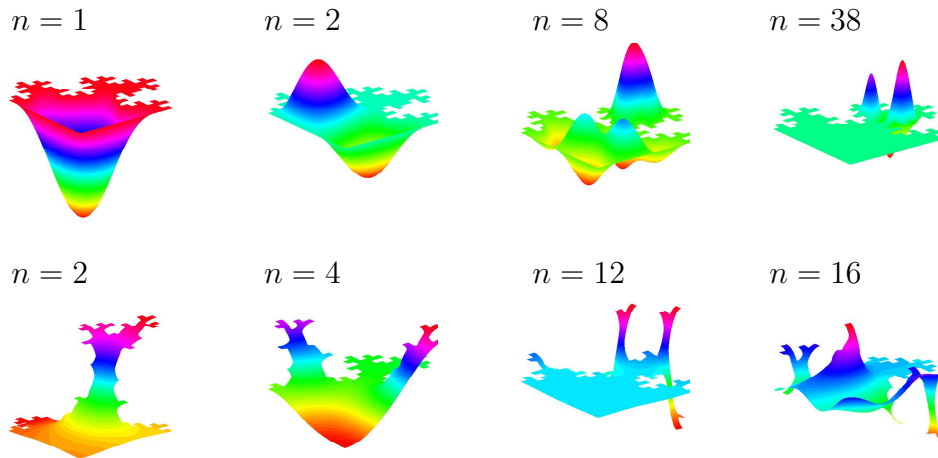 n = 1 n = 2 n = 8 n = 38
n = 2 n = 4 n = 12 n = 16